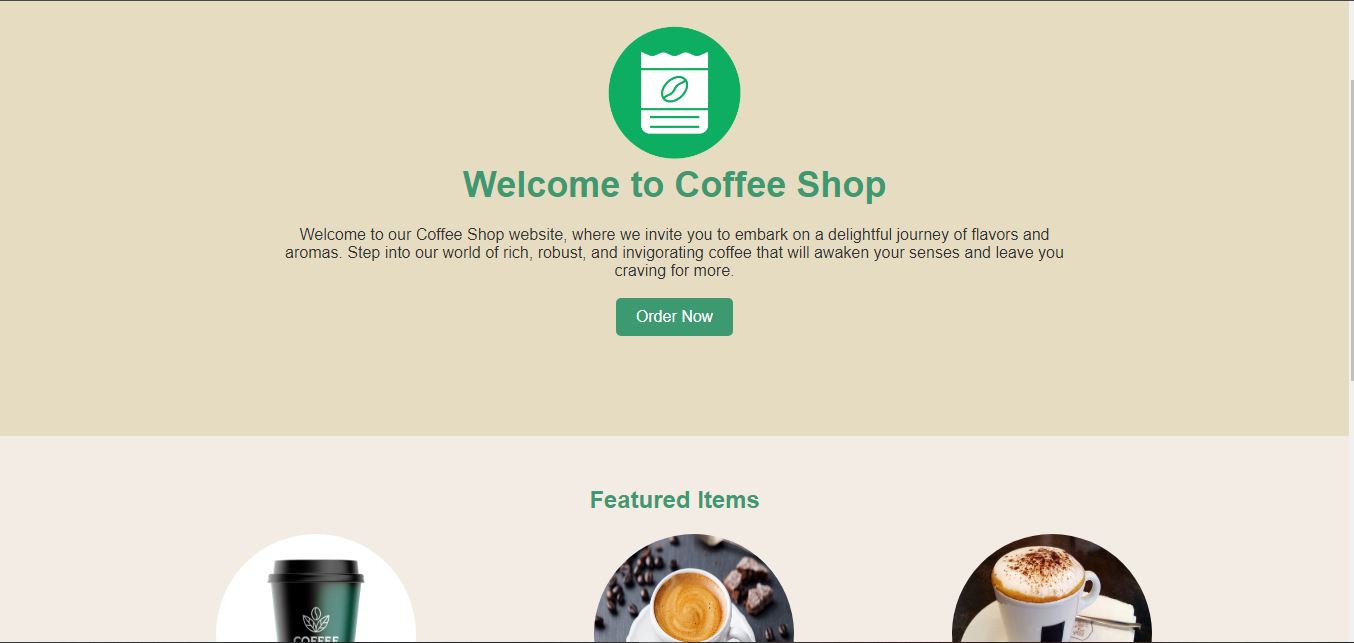 Welcome to Coffee Shop
Welcome to our Coffee Shop website, where we invite you to embark on a delightful journey of flavors and
aromas. Step into our world of rich, robust, and invigorating coffee that will awaken your senses and leave you
craving for more.
Order Now
Featured Items
COFFEE